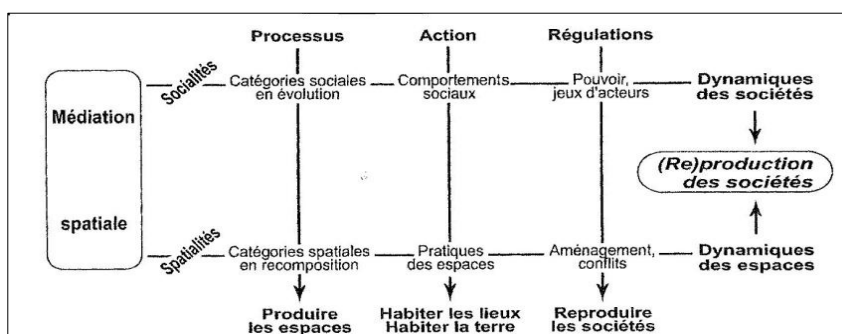 Processus
Action
Régulations
Socialités
Catégories sociales
en évolution
Comportements
sociaux
Pouvoir,
jeux d'acteurs
Dynamiques
des sociétés
Médiation
spatiale
(Re)production
des sociétés
Spatialités
Catégories spatiales
en recomposition
Pratiques
des espaces
Aménagement,
conflits
Dynamiques
des espaces
Produire
les espaces
Habiter les lieux
Habiter la terre
Reproduire
les sociétés